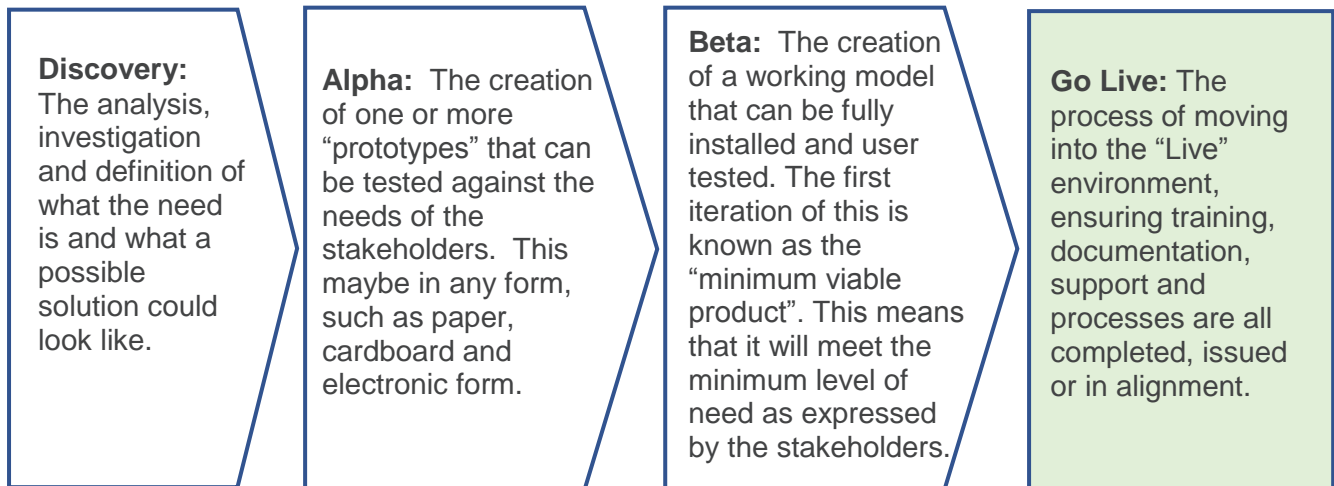 Discovery:
The analysis,
investigation
and definition of
what the need
is and what a
possible
solution could
look like.
Alpha:  The creation
of one or more
“prototypes” that can
be tested against the
needs of the
stakeholders.  This
maybe in any form,
such as paper,
cardboard and
electronic form.
Beta:  The creation
of a working model
that can be fully
installed and user
tested. The first
iteration of this is
known as the
“minimum viable
product”. This means
that it will meet the
minimum level of
need as expressed
by the stakeholders.
Go Live: The
process of moving
into the “Live”
environment,
ensuring training,
documentation,
support and
processes are all
completed, issued
or in alignment.